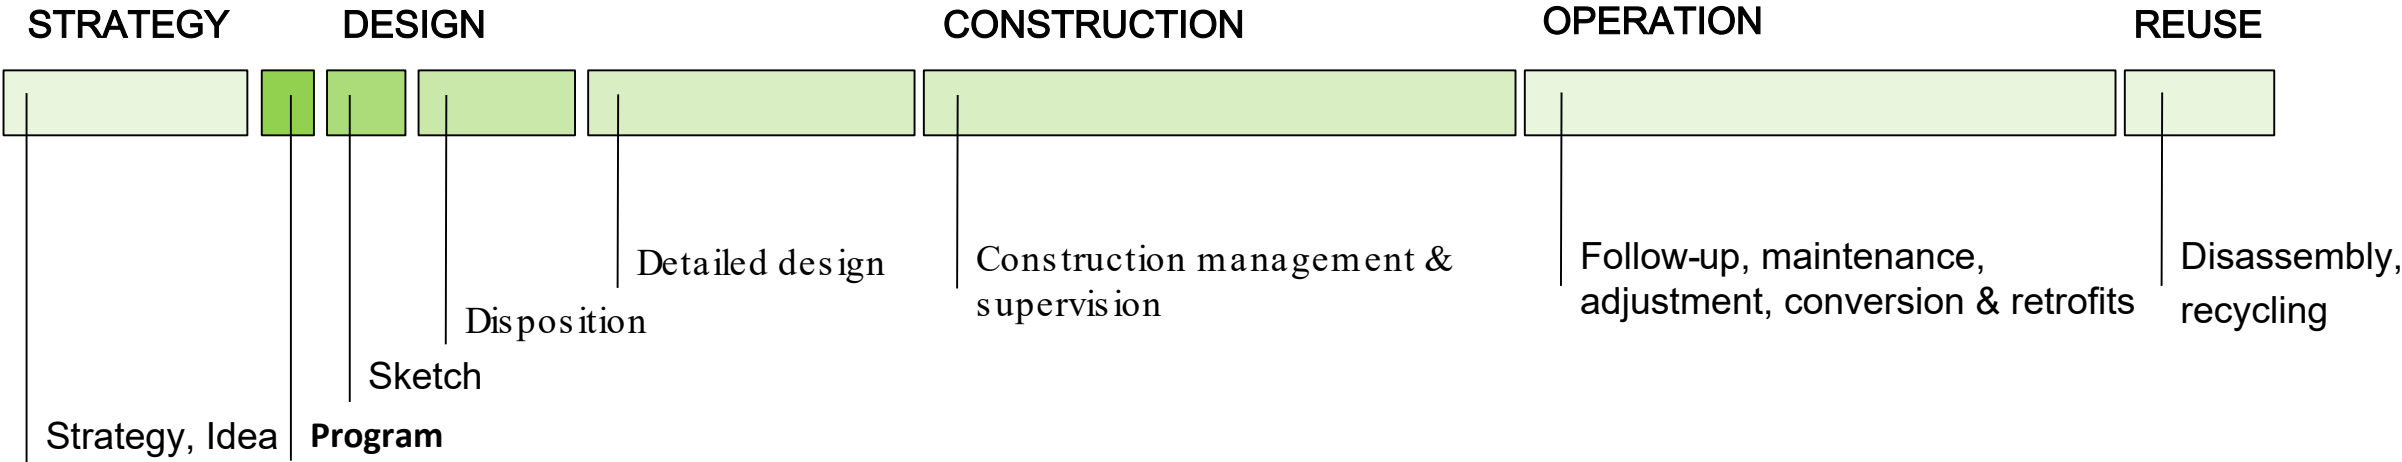 STRATEGY
DESIGN
CONSTRUCTION
OPERATION
REUSE
Detailed design
Construction management &
supervision
Follow-up, maintenance,
adjustment, conversion & retrofits
Disassembly,
recycling
Disposition
Sketch
Strategy, Idea
Program